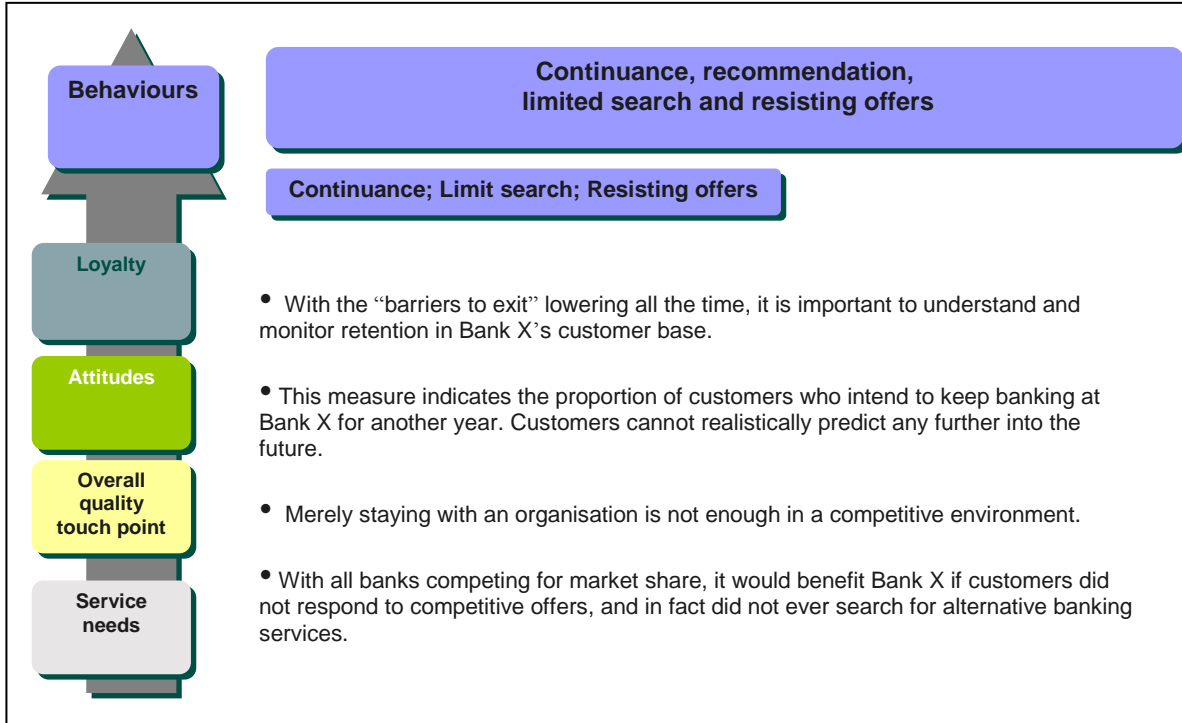 Behaviours
Continuance, recommendation,
limited search and resisting offers
Continuance; Limit search; Resisting offers
Loyalty
Attitudes
Overall
quality
touch point
Service
needs
• With the “barriers to exit” lowering all the time, it is important to understand and
monitor retention in Bank X’s customer base.
• This measure indicates the proportion of customers who intend to keep banking at
Bank X for another year. Customers cannot realistically predict any further into the
future.
• Merely staying with an organisation is not enough in a competitive environment.
• With all banks competing for market share, it would benefit Bank X if customers did
not respond to competitive offers, and in fact did not ever search for alternative banking
services.